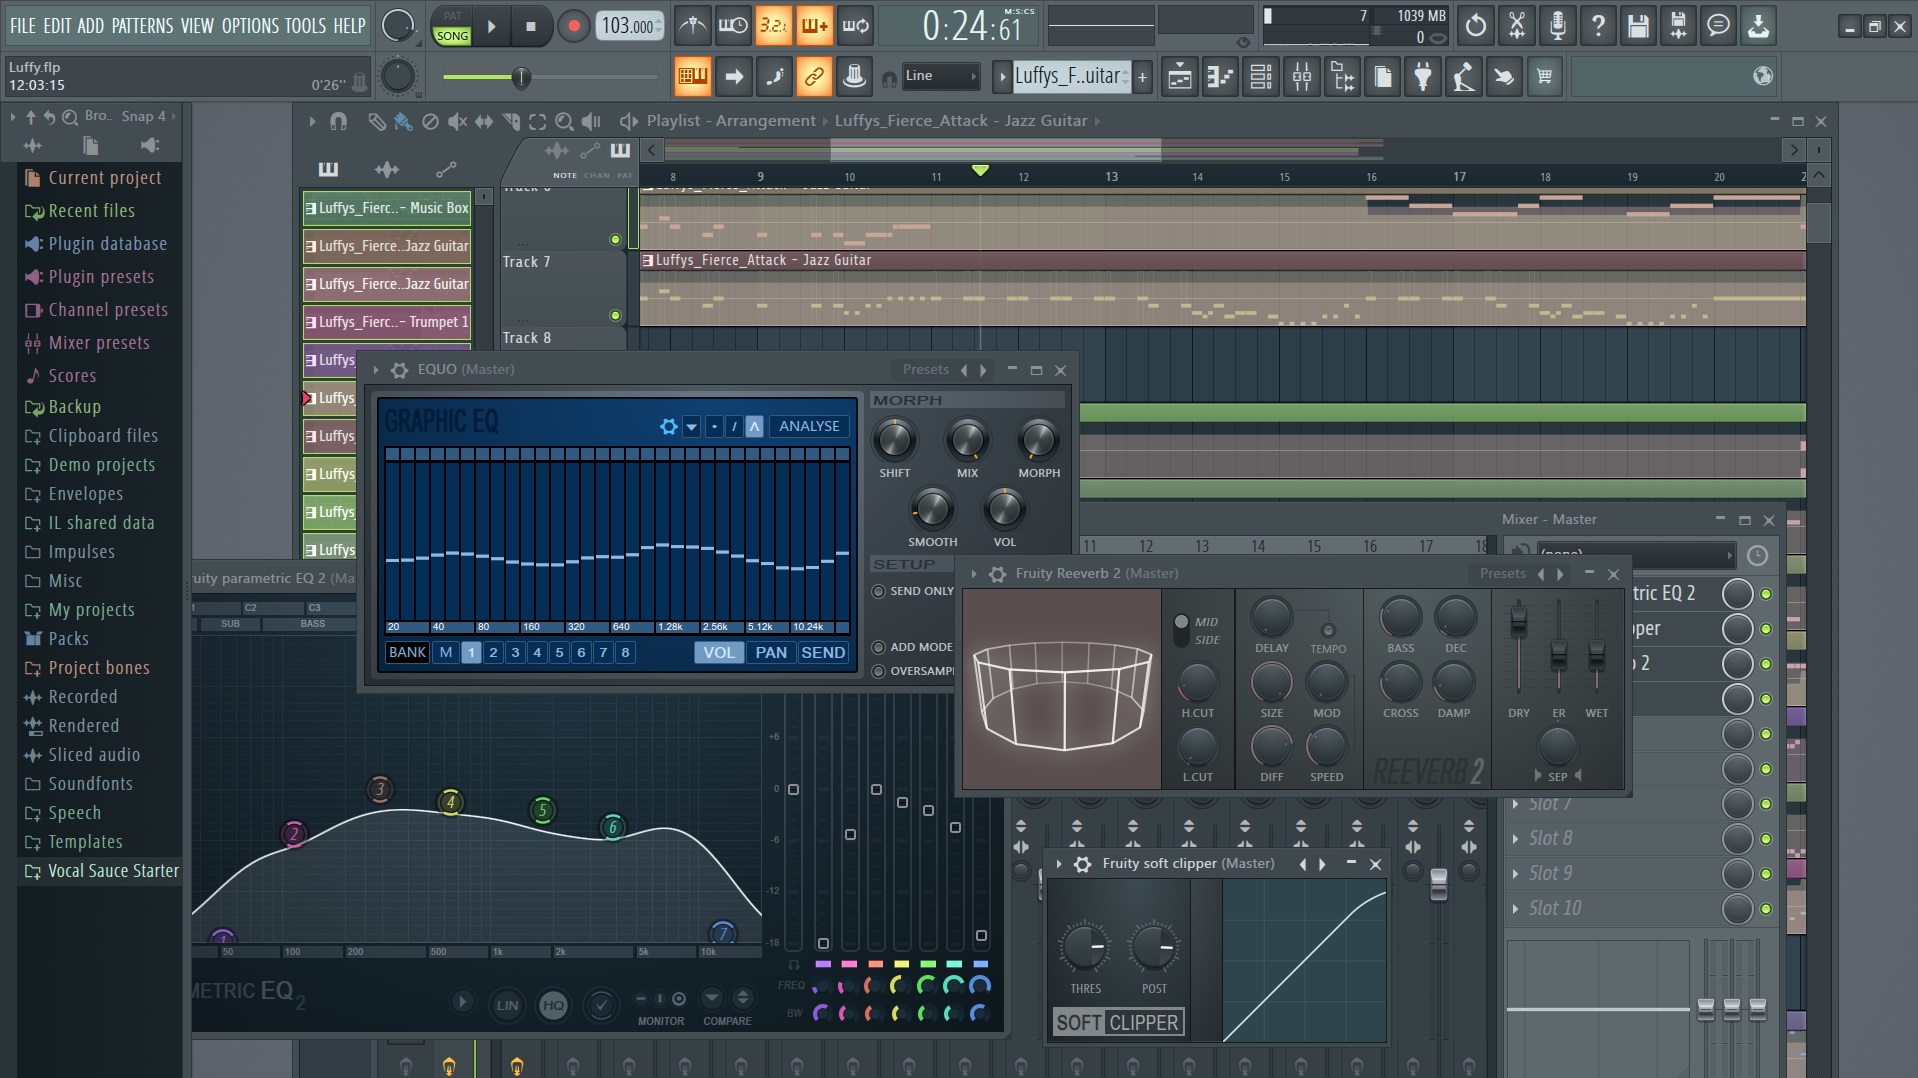 FILE EDIT ADD PATTERNS VIEW OPTIONS TOOLS HELP
PAT
SONG
103.000
3.2.1
0:24:61
M:S:CS
7
1039 MB
0
Luffy.flp
12:03:15
0'26"
Line
Luffys_F..uitar
Bro.. Snap 4
Playlist - Arrangement
Luffys_Fierce_Attack - Jazz Guitar
NOTE CHAN PAT
8 9 10 11 12 13 14 15 16 17 18 19 20 2
Current project
Recent files
Plugin database
Plugin presets
Channel presets
Mixer presets
Scores
Backup
Clipboard files
Demo projects
Envelopes
IL shared data
Impulses
Misc
My projects
Packs
Project bones
Recorded
Rendered
Sliced audio
Soundfonts
Speech
Templates
Vocal Sauce Starter
Luffys_Fierc..- Music Box
Luffys_Fierce..Jazz Guitar
Luffys_Fierce..Jazz Guitar
Luffys_Fierc..- Trumpet 1
Luffys_
Luffys_
Luffys_
Luffys_
Luffys_
Luffys_
Track 7
Luffys_Fierce_Attack - Jazz Guitar
Track 8
EQUO (Master)
Presets
GRAPHIC EQ
ANALYSE
20 40 80 160 320 640 1.28k 2.56k 5.12k 10.24k
BANK M 1 2 3 4 5 6 7 8
VOL PAN SEND
MORPH
SHIFT MIX MORPH
SMOOTH VOL
SETUP
SEND ONLY
ADD MODE
OVERSAMP
ruity parametric EQ 2 (Ma
C2 C3
SUB BASS
1 2 3 4 5 6 7
+6
0
-6
-12
-18
50 100 200 500 1k 2k 5k 10k
METRIC EQ 2
LIN HQ
MONITOR COMPARE
FREQ
BW
11 12 13 14 15 16 17 18
Mixer - Master
(none)
tric EQ 2
pper
b 2
Slot 7
Slot 8
Slot 9
Slot 10
Fruity Reeverb 2 (Master)
Presets
MID
SIDE
H.CUT
L.CUT
DELAY TEMPO
SIZE MOD
DIFF SPEED
BASS DEC
CROSS DAMP
REEVERB 2
DRY ER WET
SEP
Fruity soft clipper (Master)
THRES POST
SOFT CLIPPER